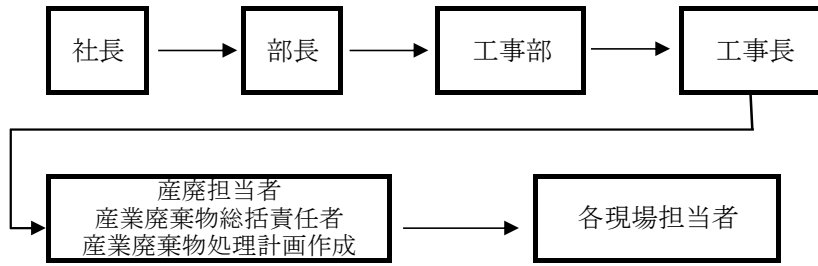 社長
部長
工事部
工事長
産廃担当者
産業廃棄物総括責任者
産業廃棄物処理計画作成
各現場担当者